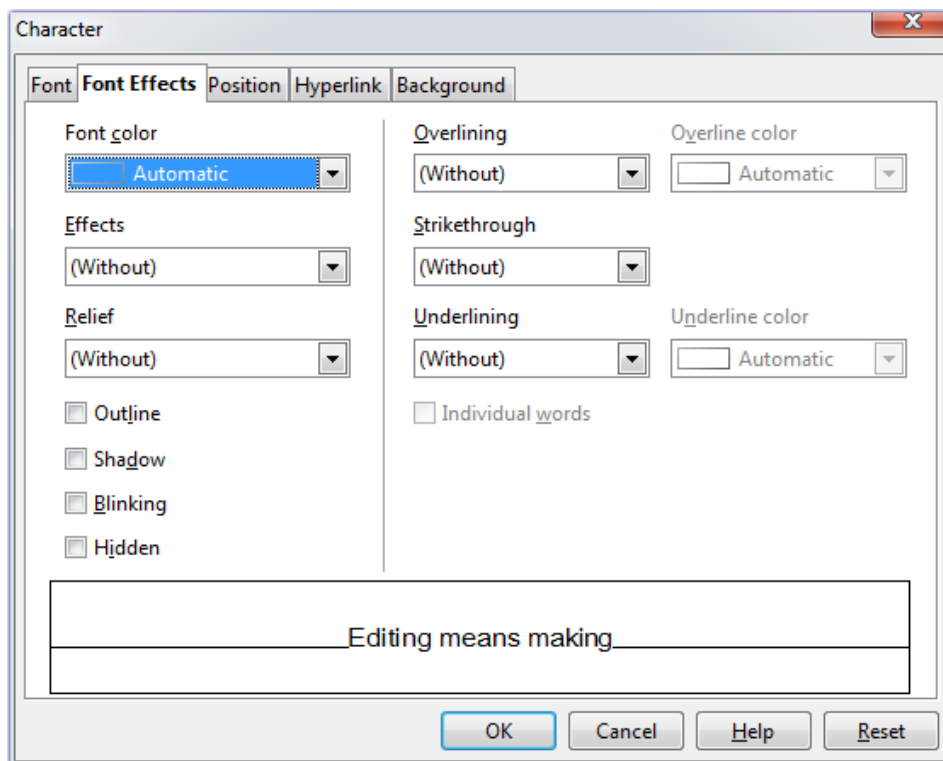 Character
Font Font Effects Position Hyperlink Background
Font color Overlining Overline color
Automatic (Without) Automatic
Effects Strikethrough
(Without) (Without)
Relief Underlining Underline color
(Without) (Without) Automatic
Outline Individual words
Shadow
Blinking
Hidden
Editing means making
OK Cancel Help Reset